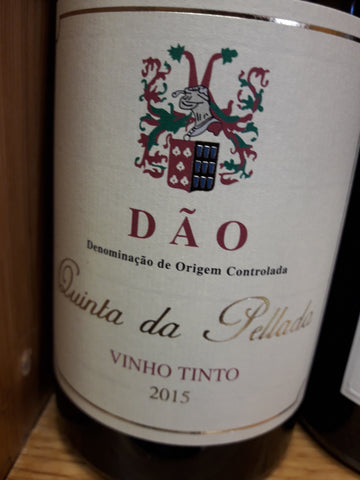 DÃO
Denominação de Origem Controlada
Quinta da Pellada
VINHO TINTO
2015